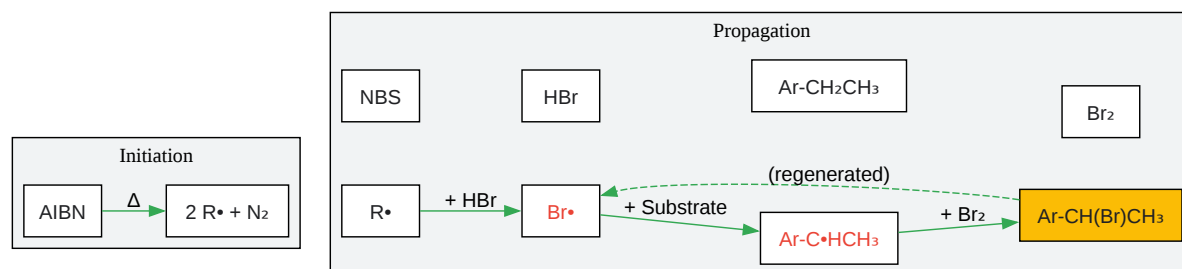 Initiation
AIBN
Δ
2 R• + N₂
Propagation
NBS
HBr
Ar-CH₂CH₃
Br₂
R•
+ HBr
Br•
+ Substrate
Ar-C•HCH₃
+ Br₂
Ar-CH(Br)CH₃
(regenerated)